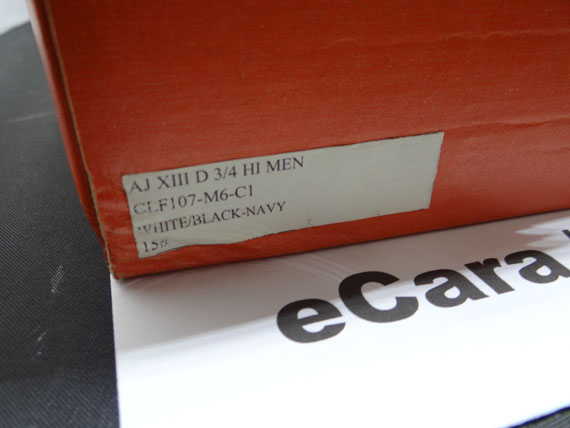 AJ XIII D 3/4 HI MEN
CLF107-M6-C1
WHITE/BLACK-NAVY
15#
eCara